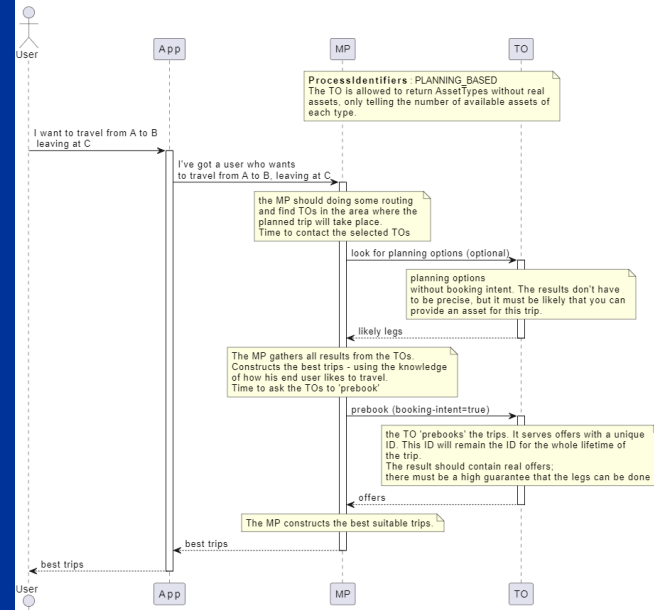 User
App
MP
TO
ProcessIdentifiers : PLANNING_BASED
The TO is allowed to return AssetTypes without real
assets, only telling the number of available assets of
each type.
I want to travel from A to B
leaving at C
I've got a user who wants
to travel from A to B, leaving at C
the MP should doing some routing
and find TOs in the area where the
planned trip will take place.
Time to contact the selected TOs
look for planning options (optional)
planning options
without booking intent. The results don't have
to be precise, but it must be likely that you can
provide an asset for this trip.
likely legs
The MP gathers all results from the TOs.
Constructs the best trips - using the knowledge
of how his end user likes to travel.
Time to ask the TOs to 'prebook'
prebook (booking-intent=true)
the TO 'prebooks' the trips. It serves offers with a unique
ID. This ID will remain the ID for the whole lifetime of
the trip.
The result should contain real offers;
there must be a high guarantee that the legs can be done
offers
The MP constructs the best suitable trips.
best trips
best trips
User
App
MP
TO